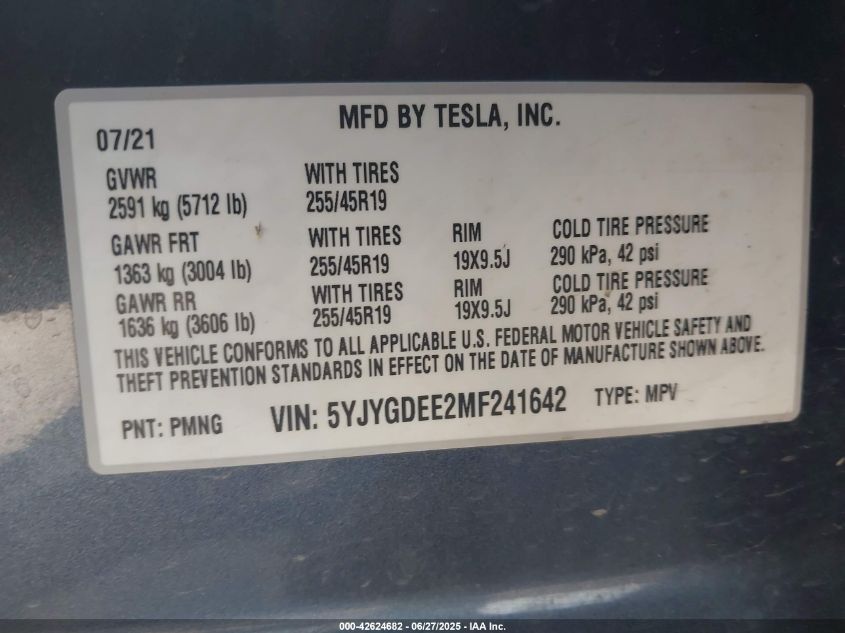 MFD BY TESLA, INC.
07/21
GVWR WITH TIRES
2591 kg (5712 lb) 255/45R19
GAWR FRT WITH TIRES RIM COLD TIRE PRESSURE
1363 kg (3004 lb) 255/45R19 19X9.5J 290 kPa, 42 psi
GAWR RR WITH TIRES RIM COLD TIRE PRESSURE
1636 kg (3606 lb) 255/45R19 19X9.5J 290 kPa, 42 psi
THIS VEHICLE CONFORMS TO ALL APPLICABLE U.S. FEDERAL MOTOR VEHICLE SAFETY AND
THEFT PREVENTION STANDARDS IN EFFECT ON THE DATE OF MANUFACTURE SHOWN ABOVE.
PNT: PMNG VIN: 5YJYGDEE2MF241642 TYPE: MPV
000-42624682 - 06/27/2025 - IAA Inc.